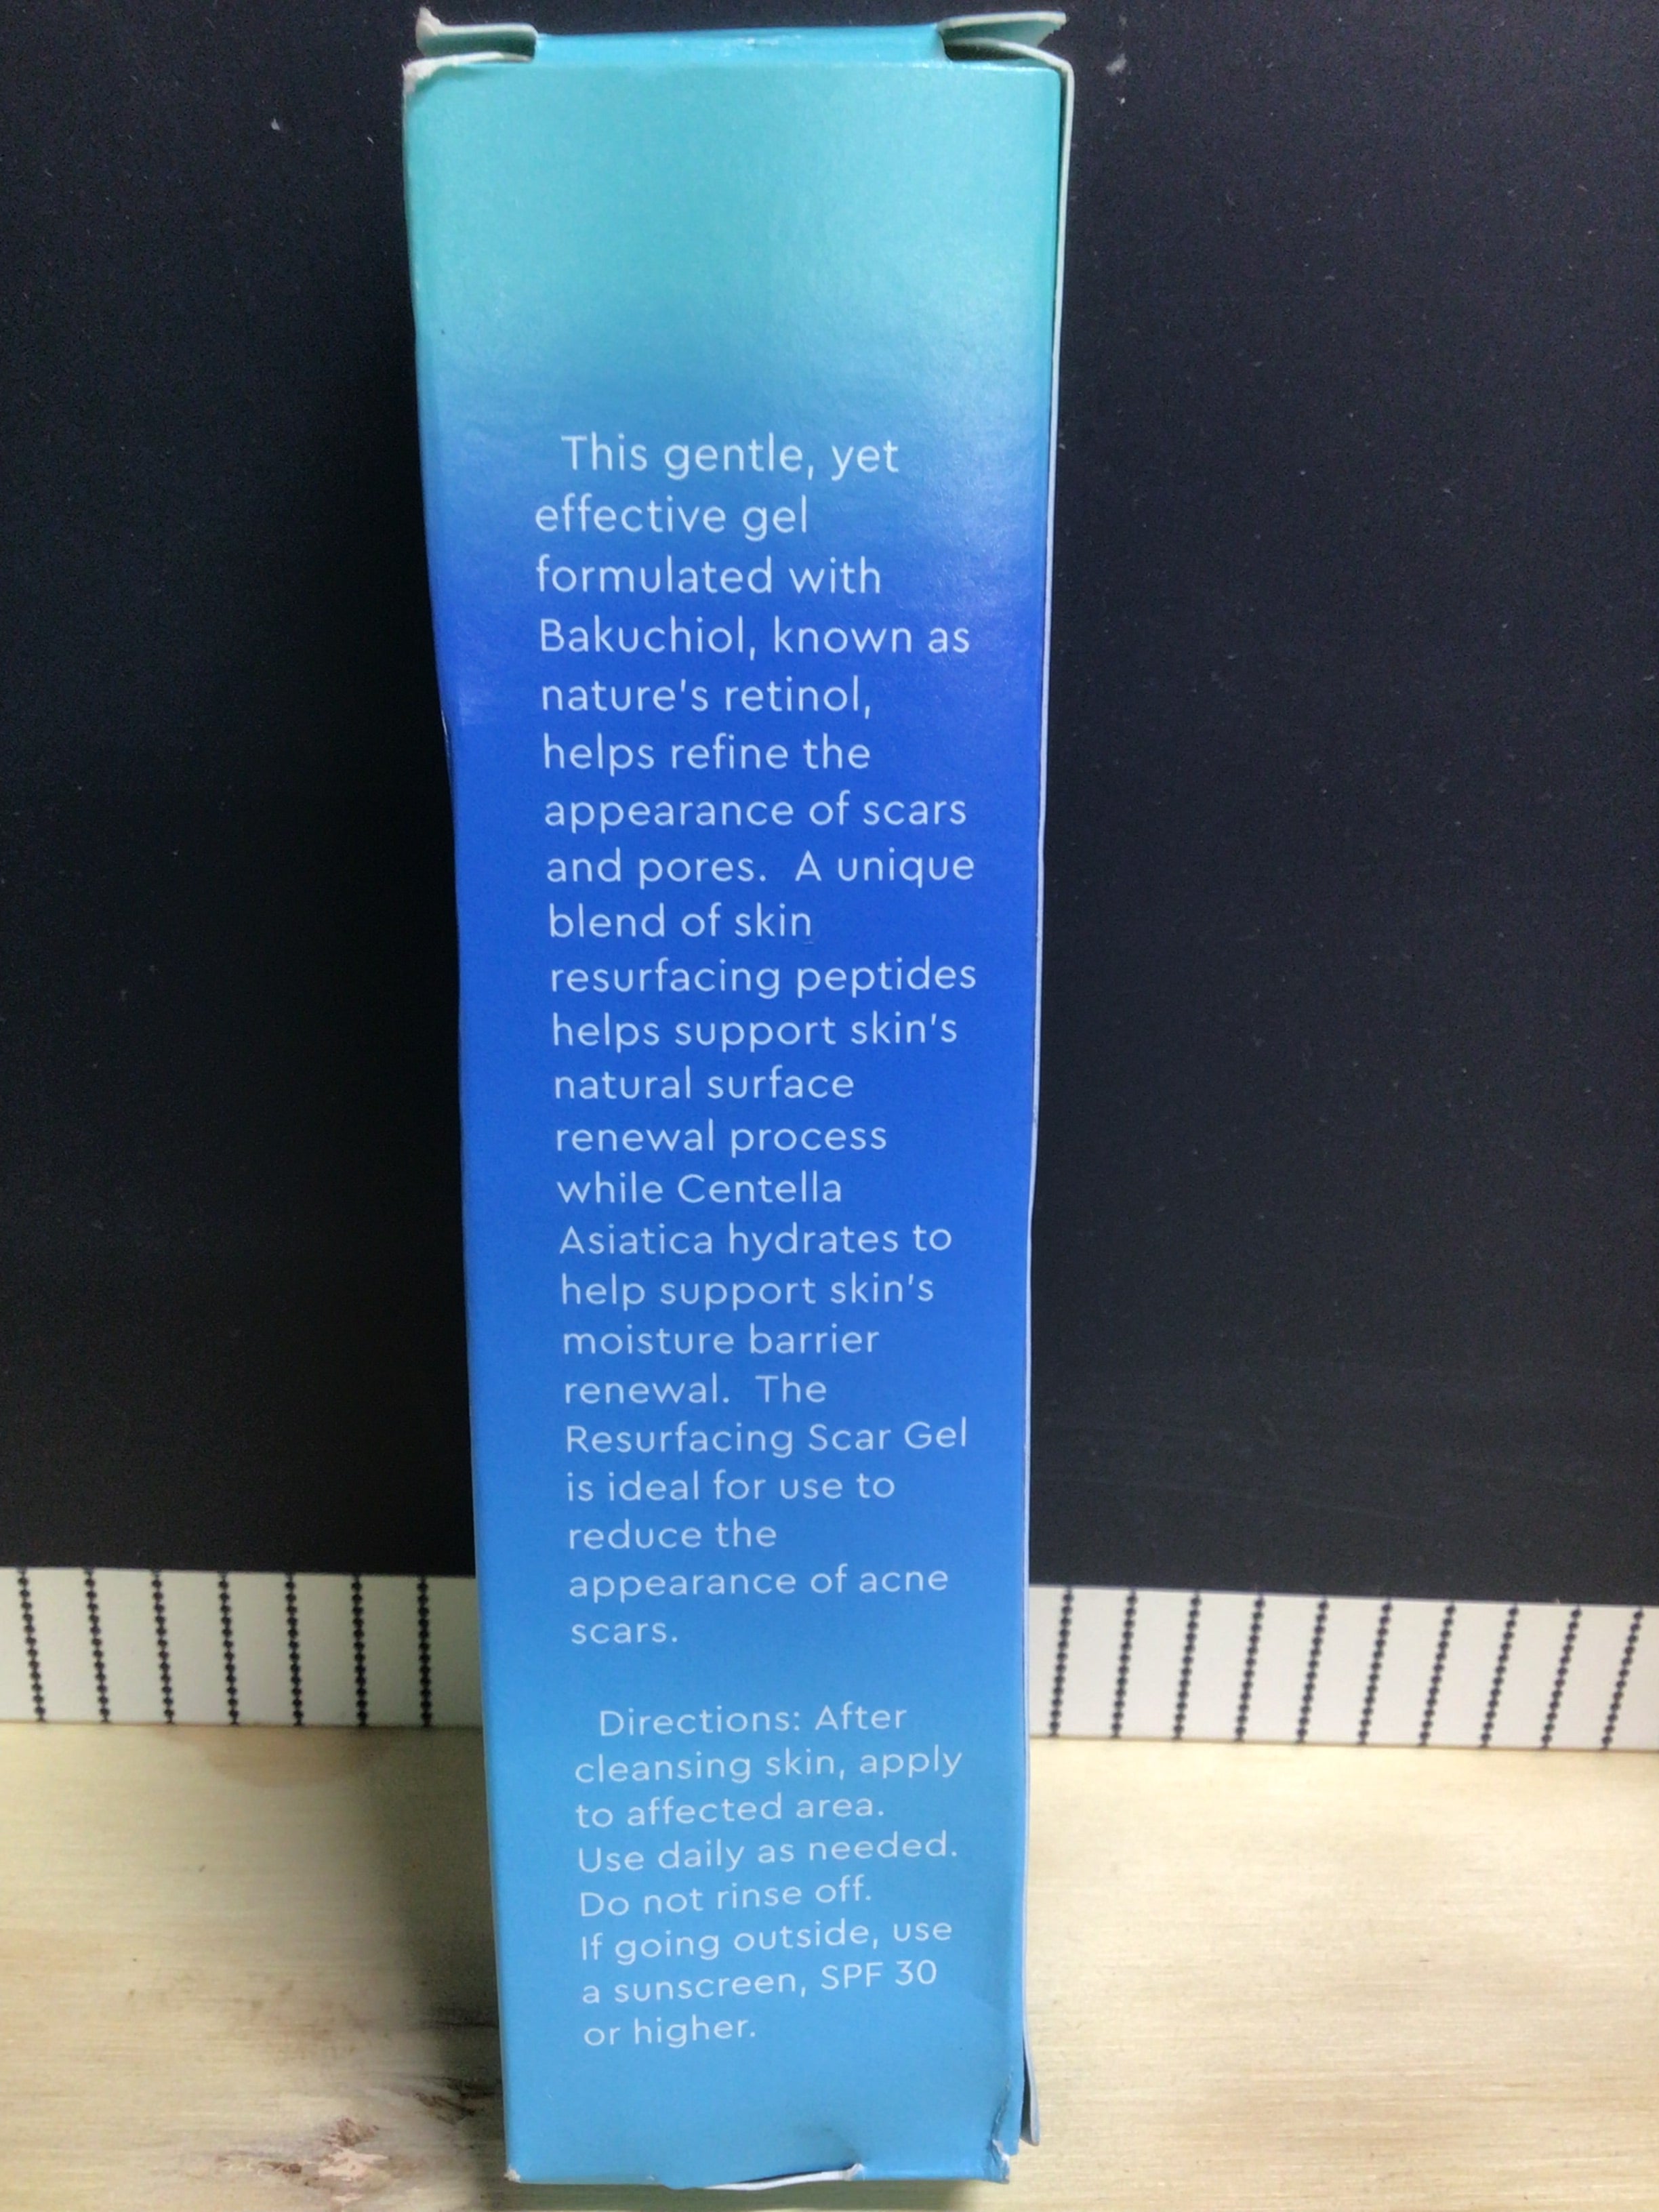 This gentle, yet
effective gel
formulated with
Bakuchiol, known as
nature's retinol,
helps refine the
appearance of scars
and pores. A unique
blend of skin
resurfacing peptides
helps support skin's
natural surface
renewal process
while Centella
Asiatica hydrates to
help support skin's
moisture barrier
renewal. The
Resurfacing Scar Gel
is ideal for use to
reduce the
appearance of acne
scars.
Directions: After
cleansing skin, apply
to affected area.
Use daily as needed.
Do not rinse off.
If going outside, use
a sunscreen, SPF 30
or higher.